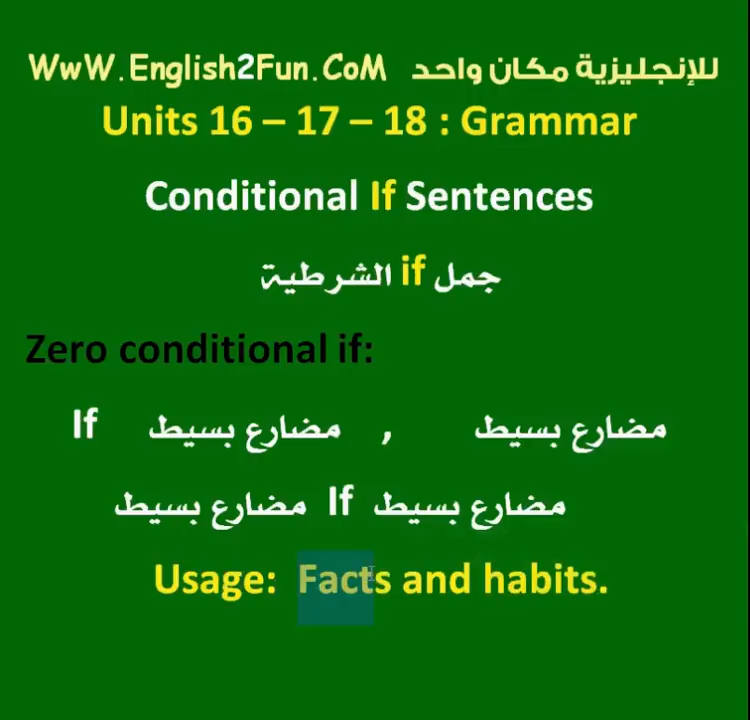 WwW.English2Fun.CoM للإنجليزية مكان واحد
Units 16 – 17 – 18 : Grammar
Conditional If Sentences
جمل if الشرطية
Zero conditional if:
If مضارع بسيط , مضارع بسيط
مضارع بسيط If مضارع بسيط
Usage: Facts and habits.